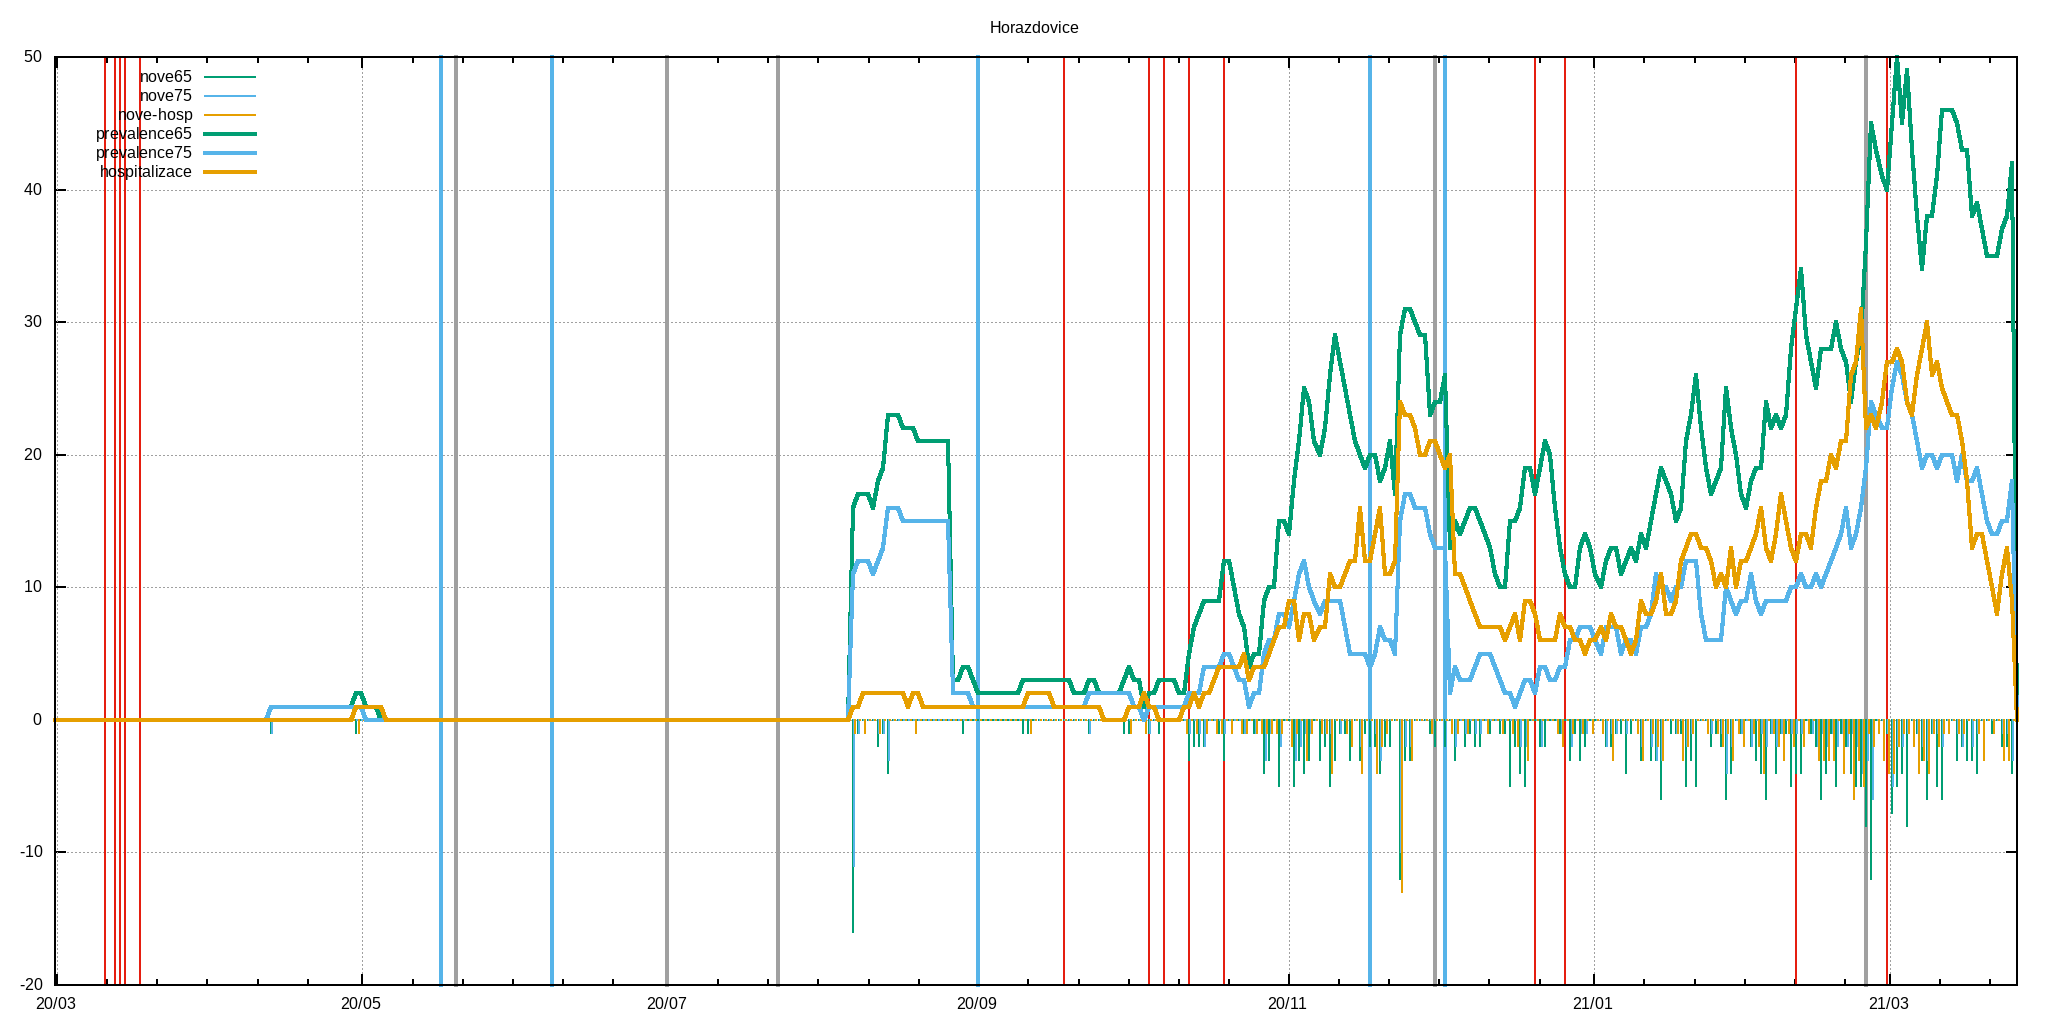 Horazdovice
50
nove65
nove75
nove-hosp
prevalence65
prevalence75
hospitalizace
40
30
20
10
0
-10
-20
20/03 20/05 20/07 20/09 20/11 21/01 21/03